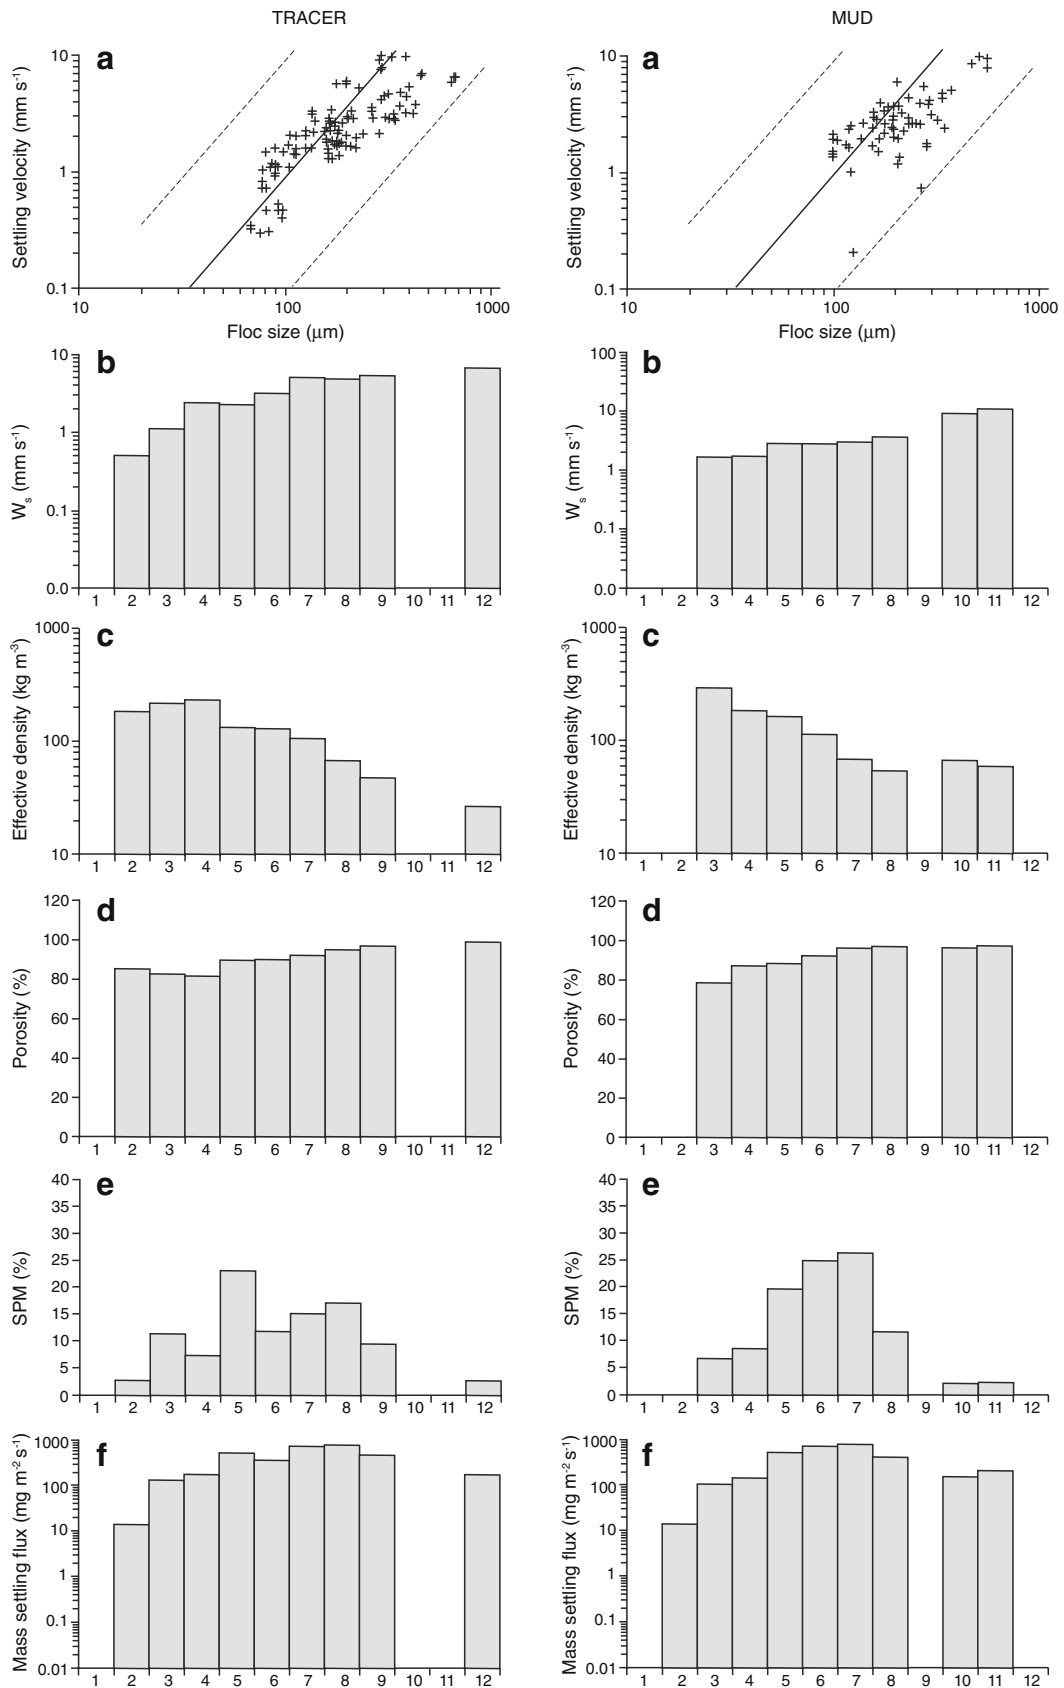 TRACER MUD
a a
Settling velocity (mm s-1) Settling velocity (mm s-1)
10 10
1 1
0.1 0.1
10 100 1000 10 100 1000
Floc size (μm) Floc size (μm)
b b
Ws (mm s-1) Ws (mm s-1)
10 100
1 10
0.1 1
0.0 0.1
0.0
1 2 3 4 5 6 7 8 9 10 11 12 1 2 3 4 5 6 7 8 9 10 11 12
c c
Effective density (kg m-3) Effective density (kg m-3)
1000 1000
100 100
10 10
1 2 3 4 5 6 7 8 9 10 11 12 1 2 3 4 5 6 7 8 9 10 11 12
d d
Porosity (%) Porosity (%)
120 120
100 100
80 80
60 60
40 40
20 20
0 0
1 2 3 4 5 6 7 8 9 10 11 12 1 2 3 4 5 6 7 8 9 10 11 12
e e
SPM (%) SPM (%)
40 40
35 35
30 30
25 25
20 20
15 15
10 10
5 5
0 0
1 2 3 4 5 6 7 8 9 10 11 12 1 2 3 4 5 6 7 8 9 10 11 12
f f
Mass settling flux (mg m-2 s-1) Mass settling flux (mg m-2 s-1)
1000 1000
100 100
10 10
1 1
0.1 0.1
0.01 0.01
1 2 3 4 5 6 7 8 9 10 11 12 1 2 3 4 5 6 7 8 9 10 11 12